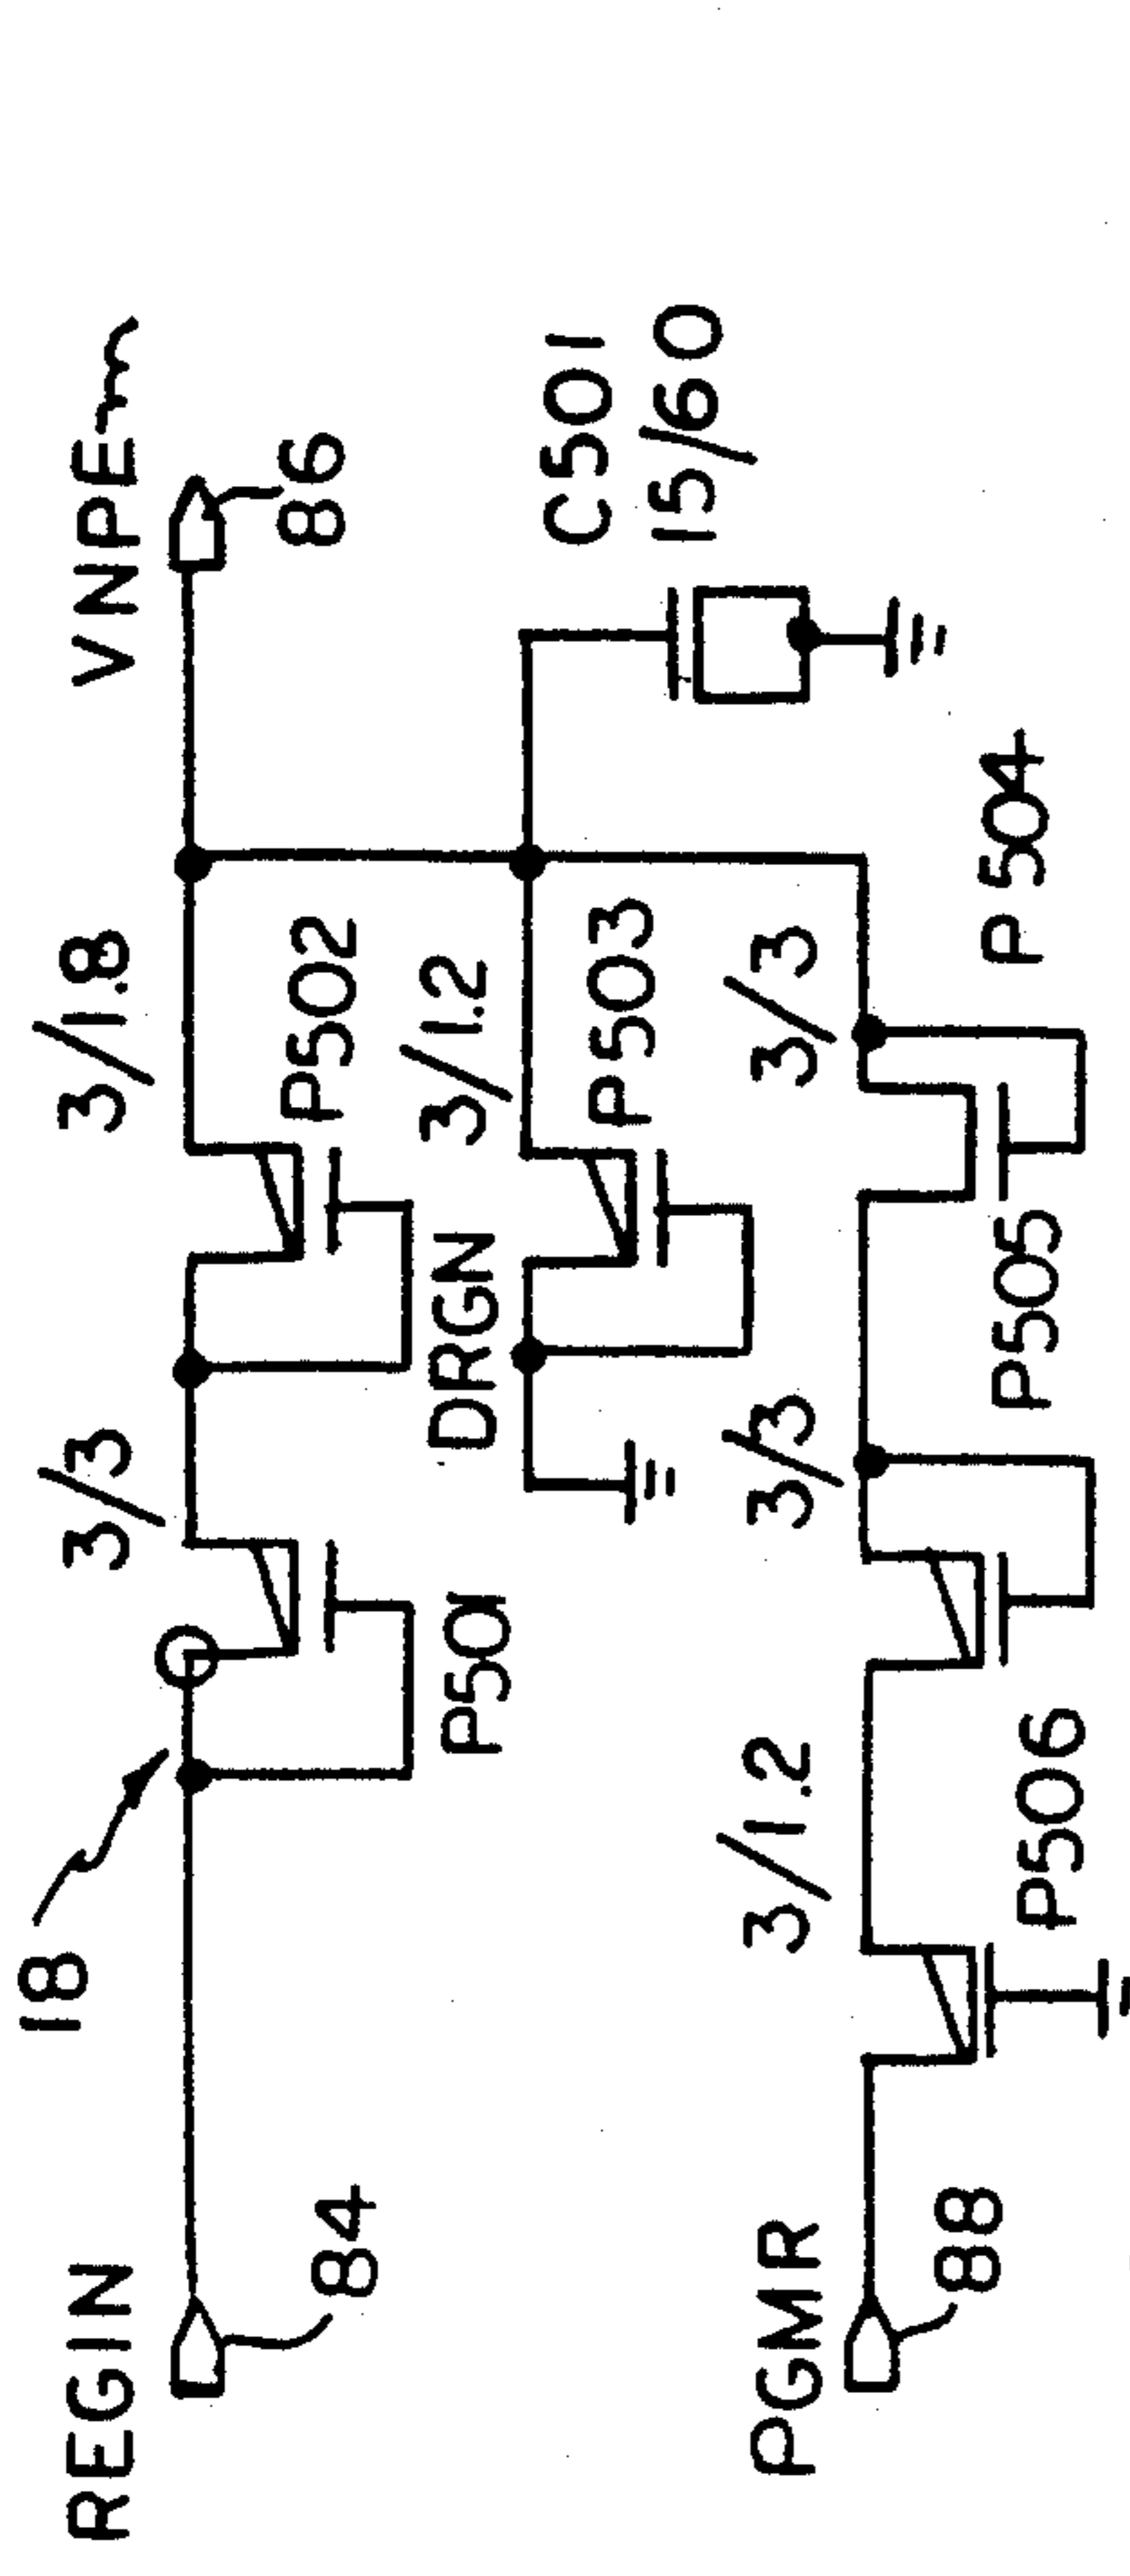 REGIN
84
18
3/3
P501
3/1.8
P502
VNPEm
86
DRGN
3/1.2
P503
C501
15/60
PGMR
88
3/1.2
P506
3/3
P505
3/3
P504